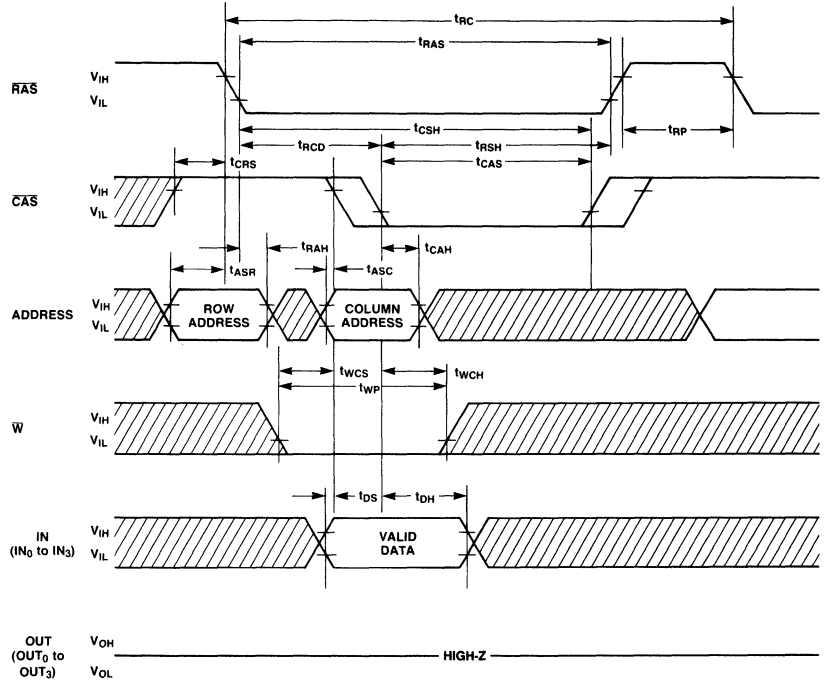 tRC
tRAS
R̅A̅S̅ VIH
VIL
tCSH
tRCD tRSH tRP
tCRS tCAS
C̅A̅S̅ VIH
VIL
tRAH tCAH
tASR tASC
ADDRESS VIH ROW ADDRESS COLUMN ADDRESS
VIL
tWCS tWCH
tWP
W̅ VIH
VIL
tDS tDH
IN (IN0 to IN3) VIH VALID DATA
VIL
OUT (OUT0 to OUT3) VOH
HIGH-Z
VOL